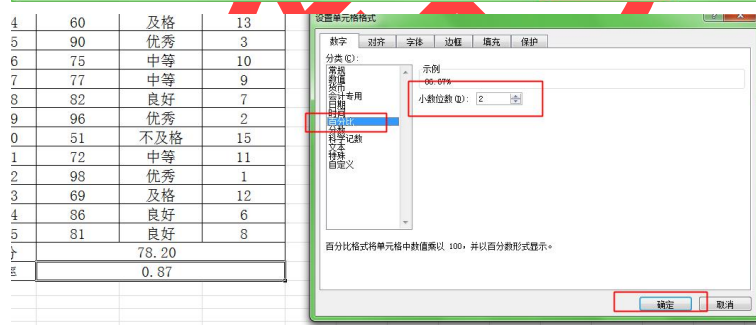 4 60 及格 13
5 90 优秀 3
6 75 中等 10
7 77 中等 9
8 82 良好 7
9 96 优秀 2
0 51 不及格 15
1 72 中等 11
2 98 优秀 1
3 69 及格 12
4 86 良好 6
5 81 良好 8
78.20
0.87
设置单元格格式
数字 对齐 字体 边框 填充 保护
分类(C):
常规
数值
货币
会计专用
日期
时间
百分比
分数
科学记数
文本
特殊
自定义
示例
86.67%
小数位数(D): 2
百分比格式将单元格中数值乘以 100，并以百分数形式显示。
确定 取消